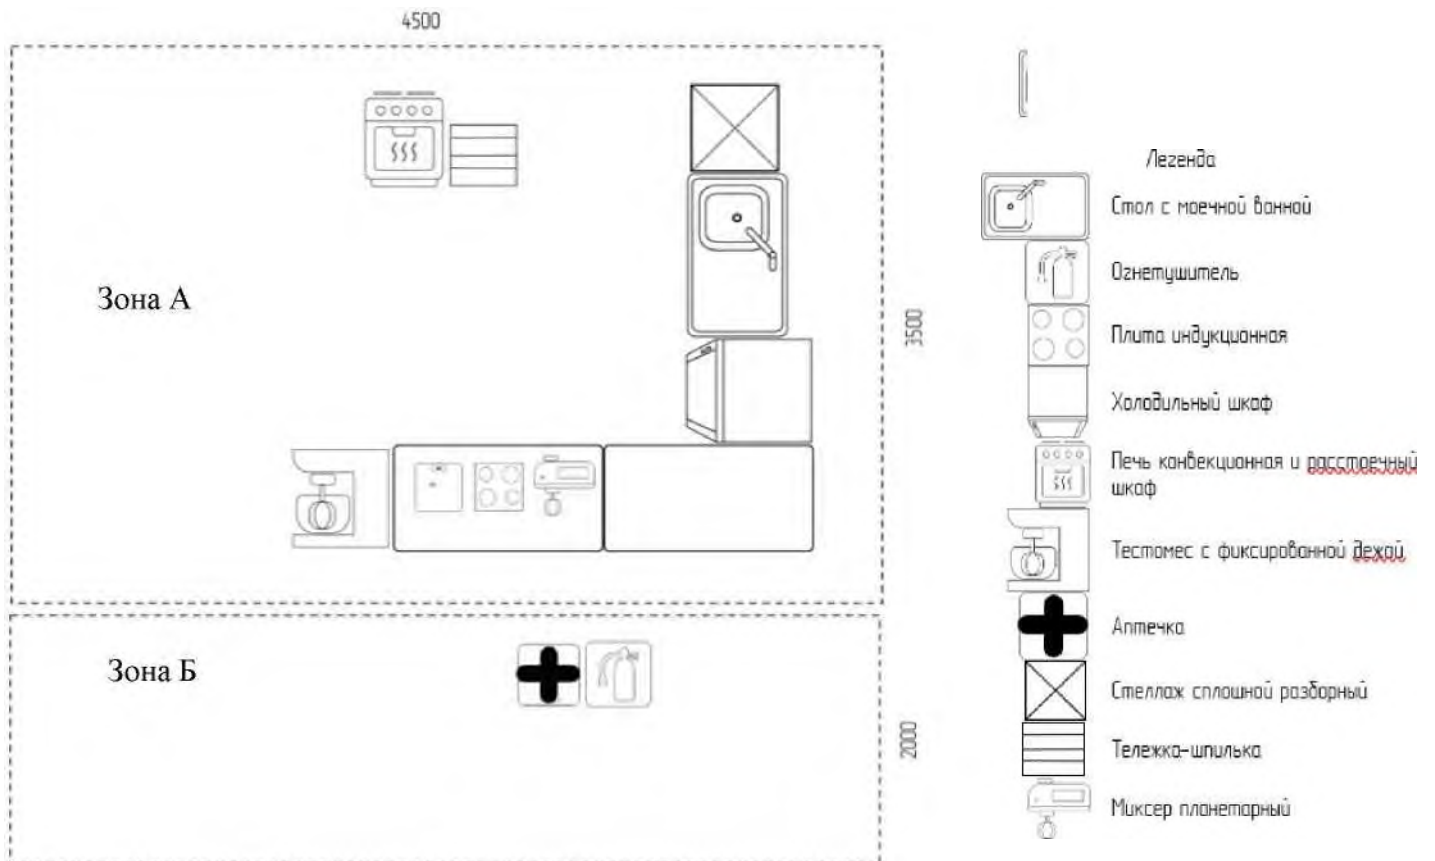 4500
Зона А
3500
Зона Б
2000
Легенда
Стол с моечной ванной
Огнетушитель
Плита индукционная
Холодильный шкаф
Печь конвекционная и расстоечный
шкаф
Тестомес с фиксированной дежой
Аптечка
Стеллаж сплошной разборный
Тележка-шпилька
Миксер планетарный